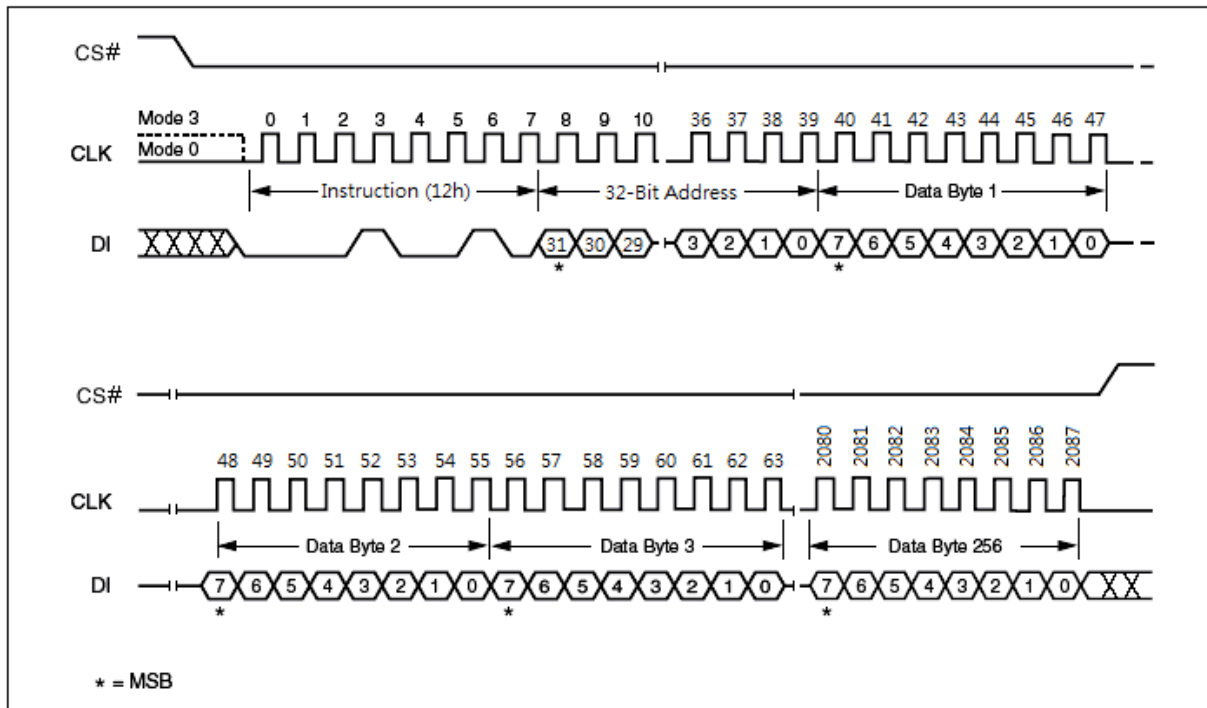 CS#
Mode 3
0 1 2 3 4 5 6 7 8 9 10 36 37 38 39 40 41 42 43 44 45 46 47
CLK
Mode 0
Instruction (12h) 32-Bit Address Data Byte 1
DI 31 30 29 3 2 1 0 7 6 5 4 3 2 1 0
* *
CS#
2080 2081 2082 2083 2084 2085 2086 2087
48 49 50 51 52 53 54 55 56 57 58 59 60 61 62 63
CLK
Data Byte 2 Data Byte 3 Data Byte 256
DI 7 6 5 4 3 2 1 0 7 6 5 4 3 2 1 0 7 6 5 4 3 2 1 0
* * *
* = MSB